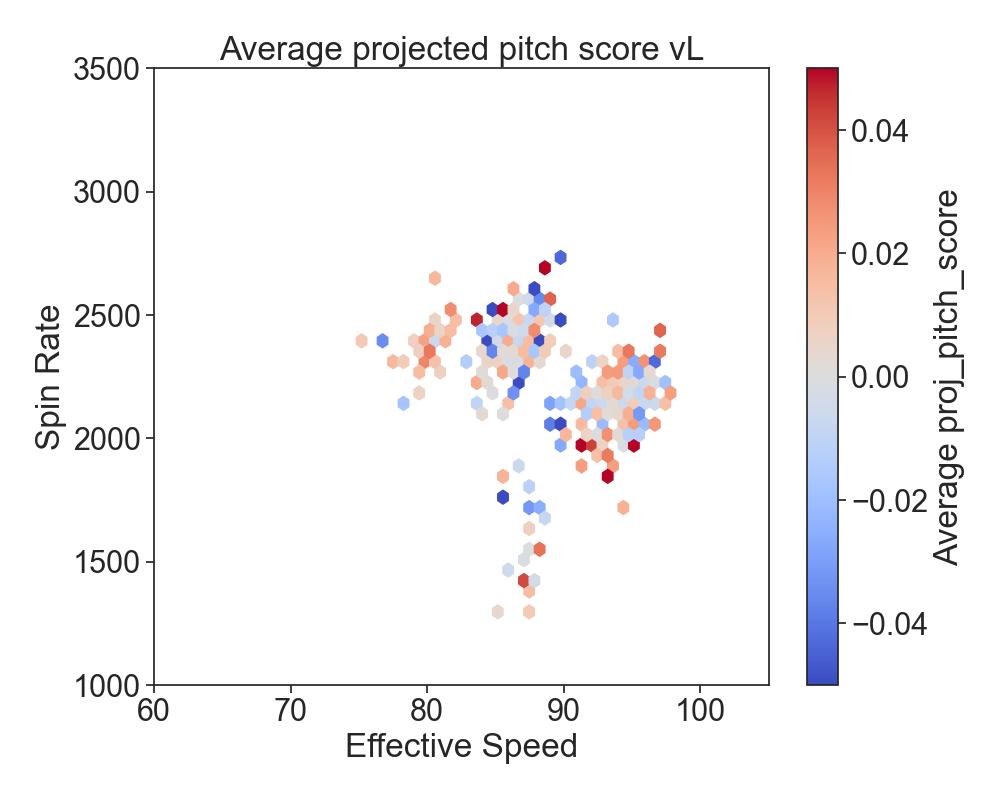 Average projected pitch score vL
3500
3000
2500
2000
1500
1000
Spin Rate
60 70 80 90 100
Effective Speed
0.04
0.02
0.00
−0.02
−0.04
Average proj_pitch_score